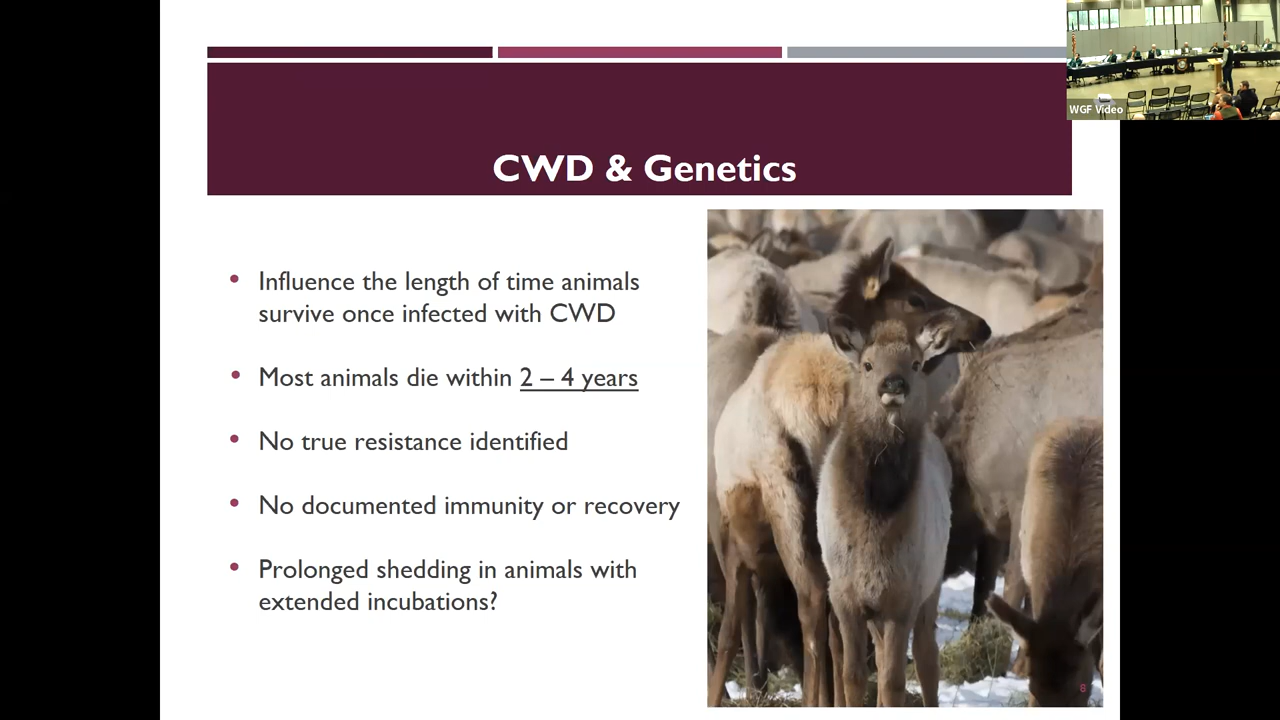 WGF Video
CWD & Genetics
• Influence the length of time animals
survive once infected with CWD
• Most animals die within 2 – 4 years
• No true resistance identified
• No documented immunity or recovery
• Prolonged shedding in animals with
extended incubations?
8